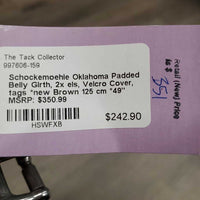 The Tack Collector
997606-159
Schockemoehle Oklahoma Padded
Belly Girth, 2x els, Velcro Cover,
tags *new Brown 125 cm *49"
MSRP: $350.99
HSWFXB
$242.90
Retail (New) Price
$351